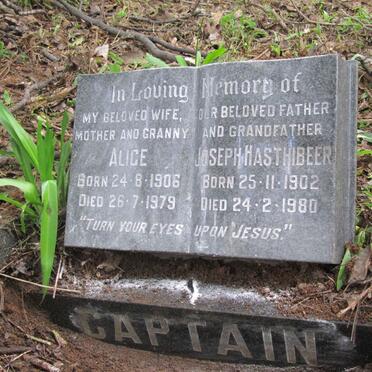 In Loving Memory of
MY BELOVED WIFE, OUR BELOVED FATHER
MOTHER AND GRANNY AND GRANDFATHER
ALICE JOSEPH HASTHIBEER
BORN 24-8-1906 BORN 25-11-1902
DIED 26-7-1979 DIED 24-2-1980
"TURN YOUR EYES UPON JESUS."
CAPTAIN